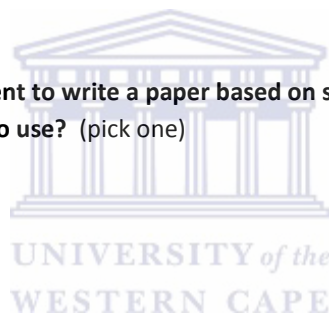 ent to write a paper based on s
o use? (pick one)
UNIVERSITY of the
WESTERN CAPE